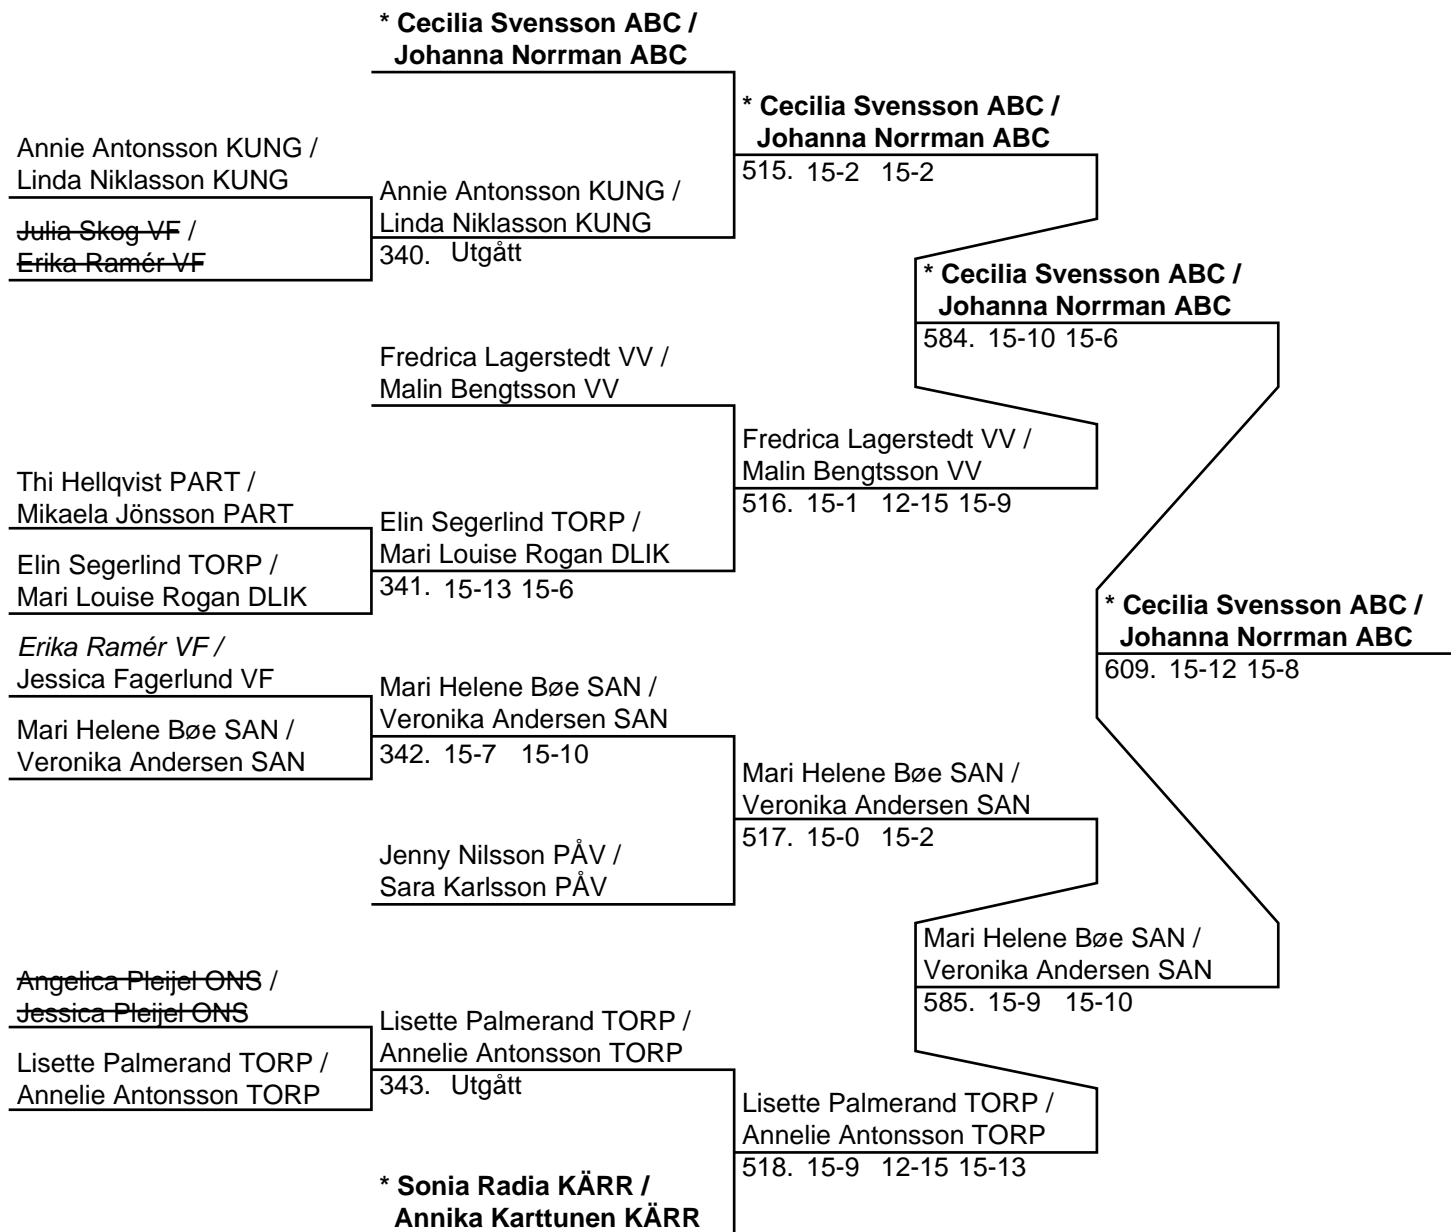 * Cecilia Svensson ABC /
Johanna Norrman ABC
* Cecilia Svensson ABC /
Johanna Norrman ABC
515. 15-2 15-2
Annie Antonsson KUNG /
Linda Niklasson KUNG
Annie Antonsson KUNG /
Linda Niklasson KUNG
340. Utgått
Julia Skog VF /
Erika Ramér VF
* Cecilia Svensson ABC /
Johanna Norrman ABC
584. 15-10 15-6
Fredrica Lagerstedt VV /
Malin Bengtsson VV
Fredrica Lagerstedt VV /
Malin Bengtsson VV
516. 15-1 12-15 15-9
Thi Hellqvist PART /
Mikaela Jönsson PART
Elin Segerlind TORP /
Mari Louise Rogan DLIK
341. 15-13 15-6
Elin Segerlind TORP /
Mari Louise Rogan DLIK
* Cecilia Svensson ABC /
Johanna Norrman ABC
609. 15-12 15-8
Erika Ramér VF /
Jessica Fagerlund VF
Mari Helene Bøe SAN /
Veronika Andersen SAN
342. 15-7 15-10
Mari Helene Bøe SAN /
Veronika Andersen SAN
Mari Helene Bøe SAN /
Veronika Andersen SAN
517. 15-0 15-2
Jenny Nilsson PÅV /
Sara Karlsson PÅV
Mari Helene Bøe SAN /
Veronika Andersen SAN
585. 15-9 15-10
Angelica Pleijel ONS /
Jessica Pleijel ONS
Lisette Palmerand TORP /
Annelie Antonsson TORP
343. Utgått
Lisette Palmerand TORP /
Annelie Antonsson TORP
Lisette Palmerand TORP /
Annelie Antonsson TORP
518. 15-9 12-15 15-13
* Sonia Radia KÄRR /
Annika Karttunen KÄRR